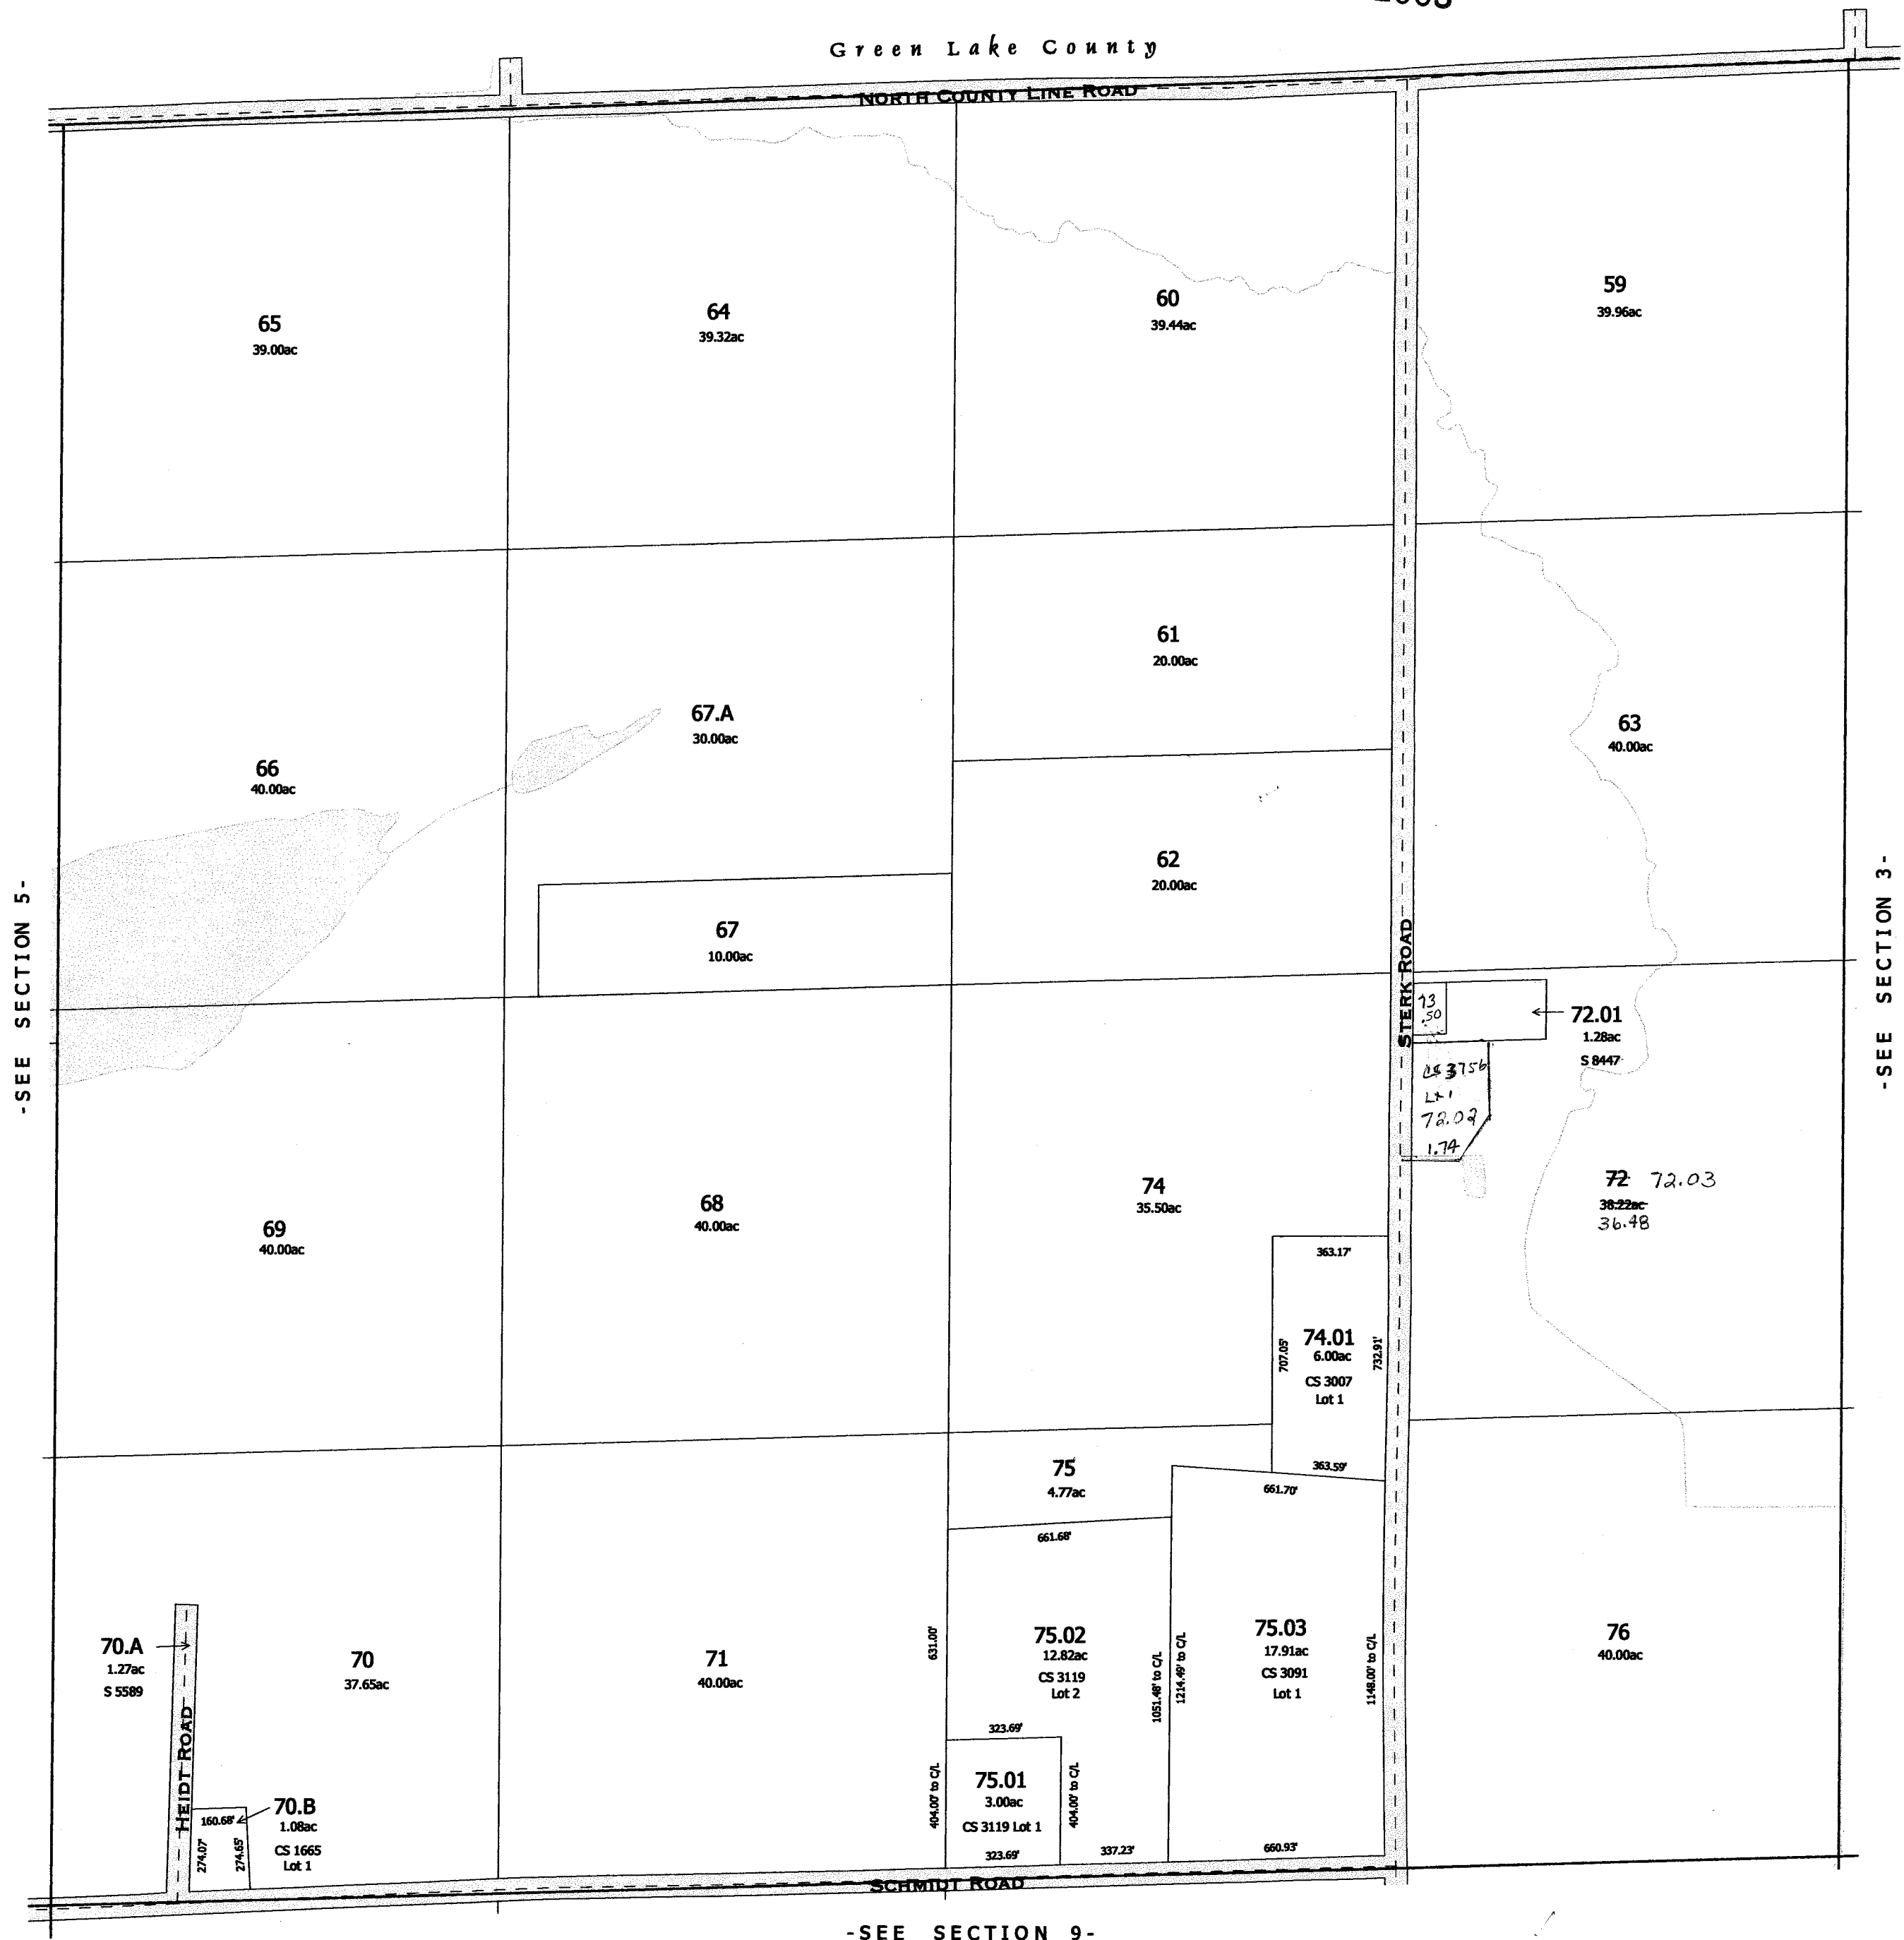 Green Lake County
NORTH COUNTY LINE ROAD
65
39.00ac
64
39.32ac
60
39.44ac
59
39.96ac
61
20.00ac
67.A
30.00ac
63
40.00ac
66
40.00ac
62
20.00ac
67
10.00ac
-SEE SECTION 5-
-SEE SECTION 3-
STERK ROAD
73
.50
72.01
1.28ac
S 8447
CS 3756
Lt 1
72.02
1.74
72 72.03
38.22ac
36.48
69
40.00ac
68
40.00ac
74
35.50ac
363.17'
707.05'
74.01
6.00ac
CS 3007
Lot 1
732.91'
363.59'
75
4.77ac
661.70'
661.68'
70.A
1.27ac
S 5589
HEIDT ROAD
70
37.65ac
71
40.00ac
631.00'
75.02
12.82ac
CS 3119
Lot 2
1051.48' to C/L
1214.49' to C/L
75.03
17.91ac
CS 3091
Lot 1
1148.00' to C/L
76
40.00ac
323.69'
404.00' to C/L
75.01
3.00ac
CS 3119 Lot 1
404.00' to C/L
323.69'
337.23'
660.93'
160.68'
70.B
1.08ac
CS 1665
Lot 1
274.07'
274.65'
SCHMIDT ROAD
-SEE SECTION 9-